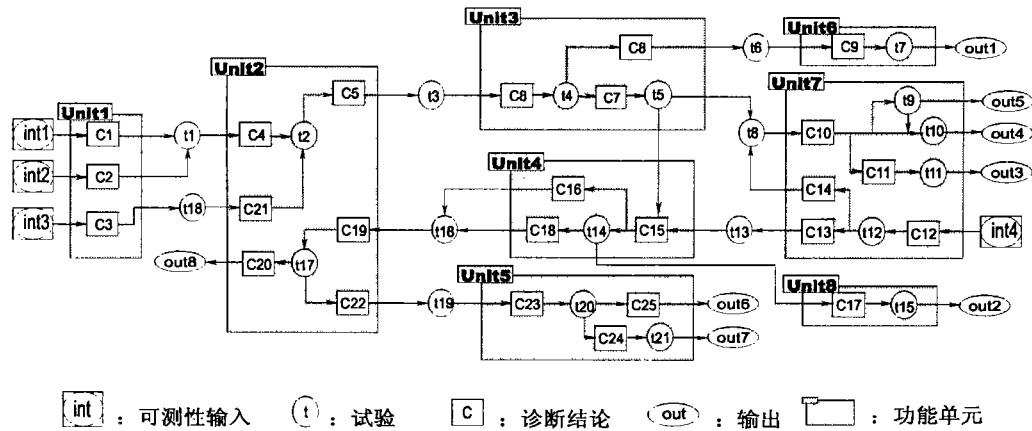 Unit1
int1
C1
t1
int2
C2
int3
C3
t18
Unit2
C4
t2
C5
C21
C19
C20
t17
C22
out8
t3
Unit3
C8
t4
C8
C7
t5
t6
Unit6
C9
t7
out1
Unit7
t8
C10
t9
out5
t10
out4
C11
t11
out3
C14
C13
t12
C12
int4
t13
Unit4
C16
C15
t14
C18
t18
Unit5
t19
C23
t20
C25
out6
C24
t21
out7
Unit8
C17
t15
out2
int : 可测性输入
t : 试验
C : 诊断结论
out : 输出
: 功能单元